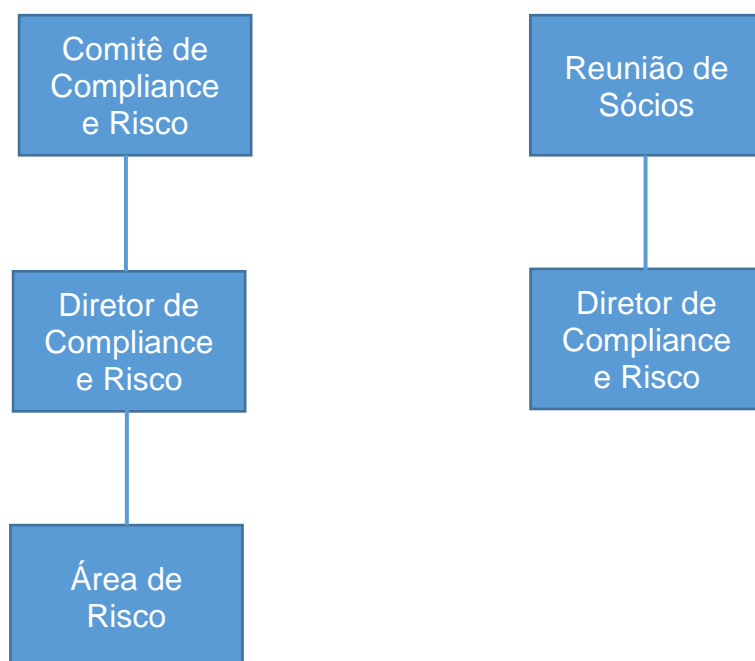 Comitê de
Compliance
e Risco
Reunião de
Sócios
Diretor de
Compliance
e Risco
Diretor de
Compliance
e Risco
Área de
Risco